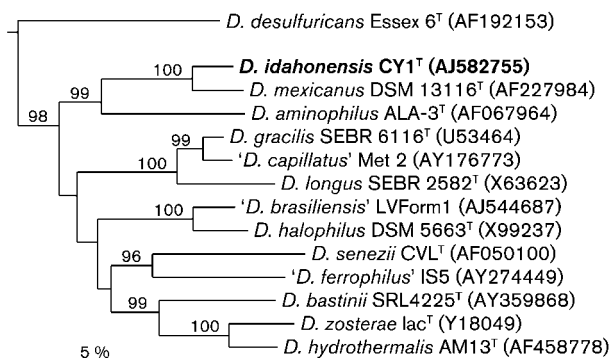 D. desulfuricans Essex 6ᵀ (AF192153)
100 D. idahonensis CY1ᵀ (AJ582755)
99 D. mexicanus DSM 13116ᵀ (AF227984)
98 D. aminophilus ALA-3ᵀ (AF067964)
99 D. gracilis SEBR 6116ᵀ (U53464)
100 ‘D. capillatus’ Met 2 (AY176773)
D. longus SEBR 2582ᵀ (X63623)
100 ‘D. brasiliensis’ LVForm1 (AJ544687)
D. halophilus DSM 5663ᵀ (X99237)
96 D. senezii CVLᵀ (AF050100)
‘D. ferrophilus’ IS5 (AY274449)
99 D. bastinii SRL4225ᵀ (AY359868)
100 D. zosterae lacᵀ (Y18049)
5 % D. hydrothermalis AM13ᵀ (AF458778)